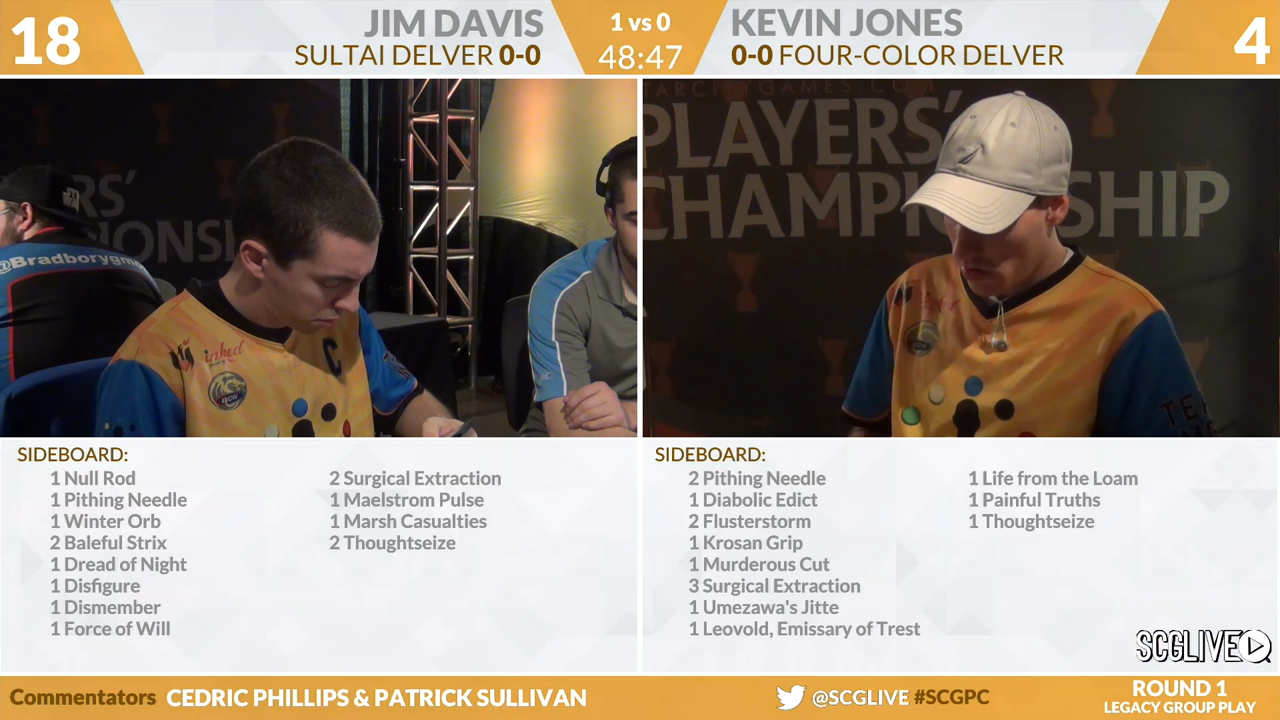 18
JIM DAVIS
SULTAI DELVER 0-0
1 vs 0
48:47
KEVIN JONES
0-0 FOUR-COLOR DELVER
4
@Bradborygm
inked
C
PLAYERS'
CHAMPIONSHIP
SIDEBOARD:
1 Null Rod
1 Pithing Needle
1 Winter Orb
2 Baleful Strix
1 Dread of Night
1 Disfigure
1 Dismember
1 Force of Will
2 Surgical Extraction
1 Maelstrom Pulse
1 Marsh Casualties
2 Thoughtseize
SIDEBOARD:
2 Pithing Needle
1 Diabolic Edict
2 Flusterstorm
1 Krosan Grip
1 Murderous Cut
3 Surgical Extraction
1 Umezawa's Jitte
1 Leovold, Emissary of Trest
1 Life from the Loam
1 Painful Truths
1 Thoughtseize
SCGLIVE
Commentators CEDRIC PHILLIPS & PATRICK SULLIVAN
@SCGLIVE #SCGPC
ROUND 1
LEGACY GROUP PLAY